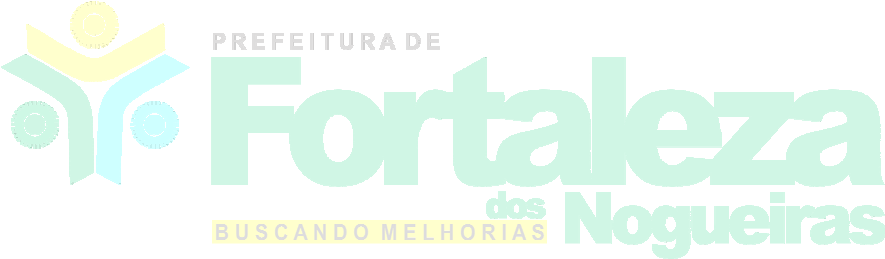 PREFEITURA DE
Fortaleza
dos Nogueiras
BUSCANDO MELHORIAS